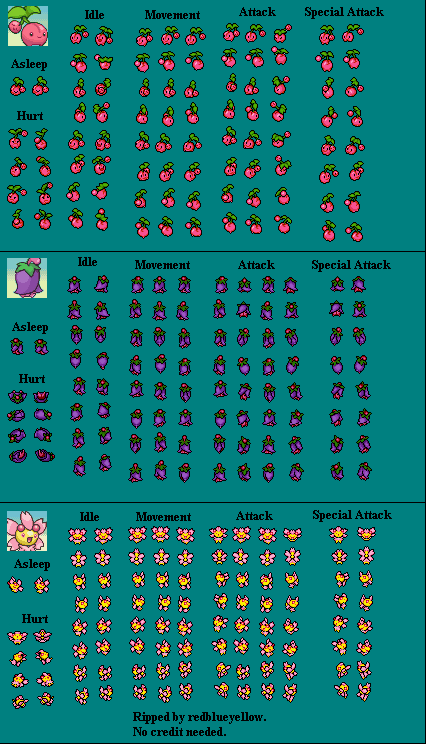 Idle Movement Attack Special Attack
Asleep
Hurt
Idle Movement Attack Special Attack
Asleep
Hurt
Idle Movement Attack Special Attack
Asleep
Hurt
Ripped by redblueyellow.
No credit needed.